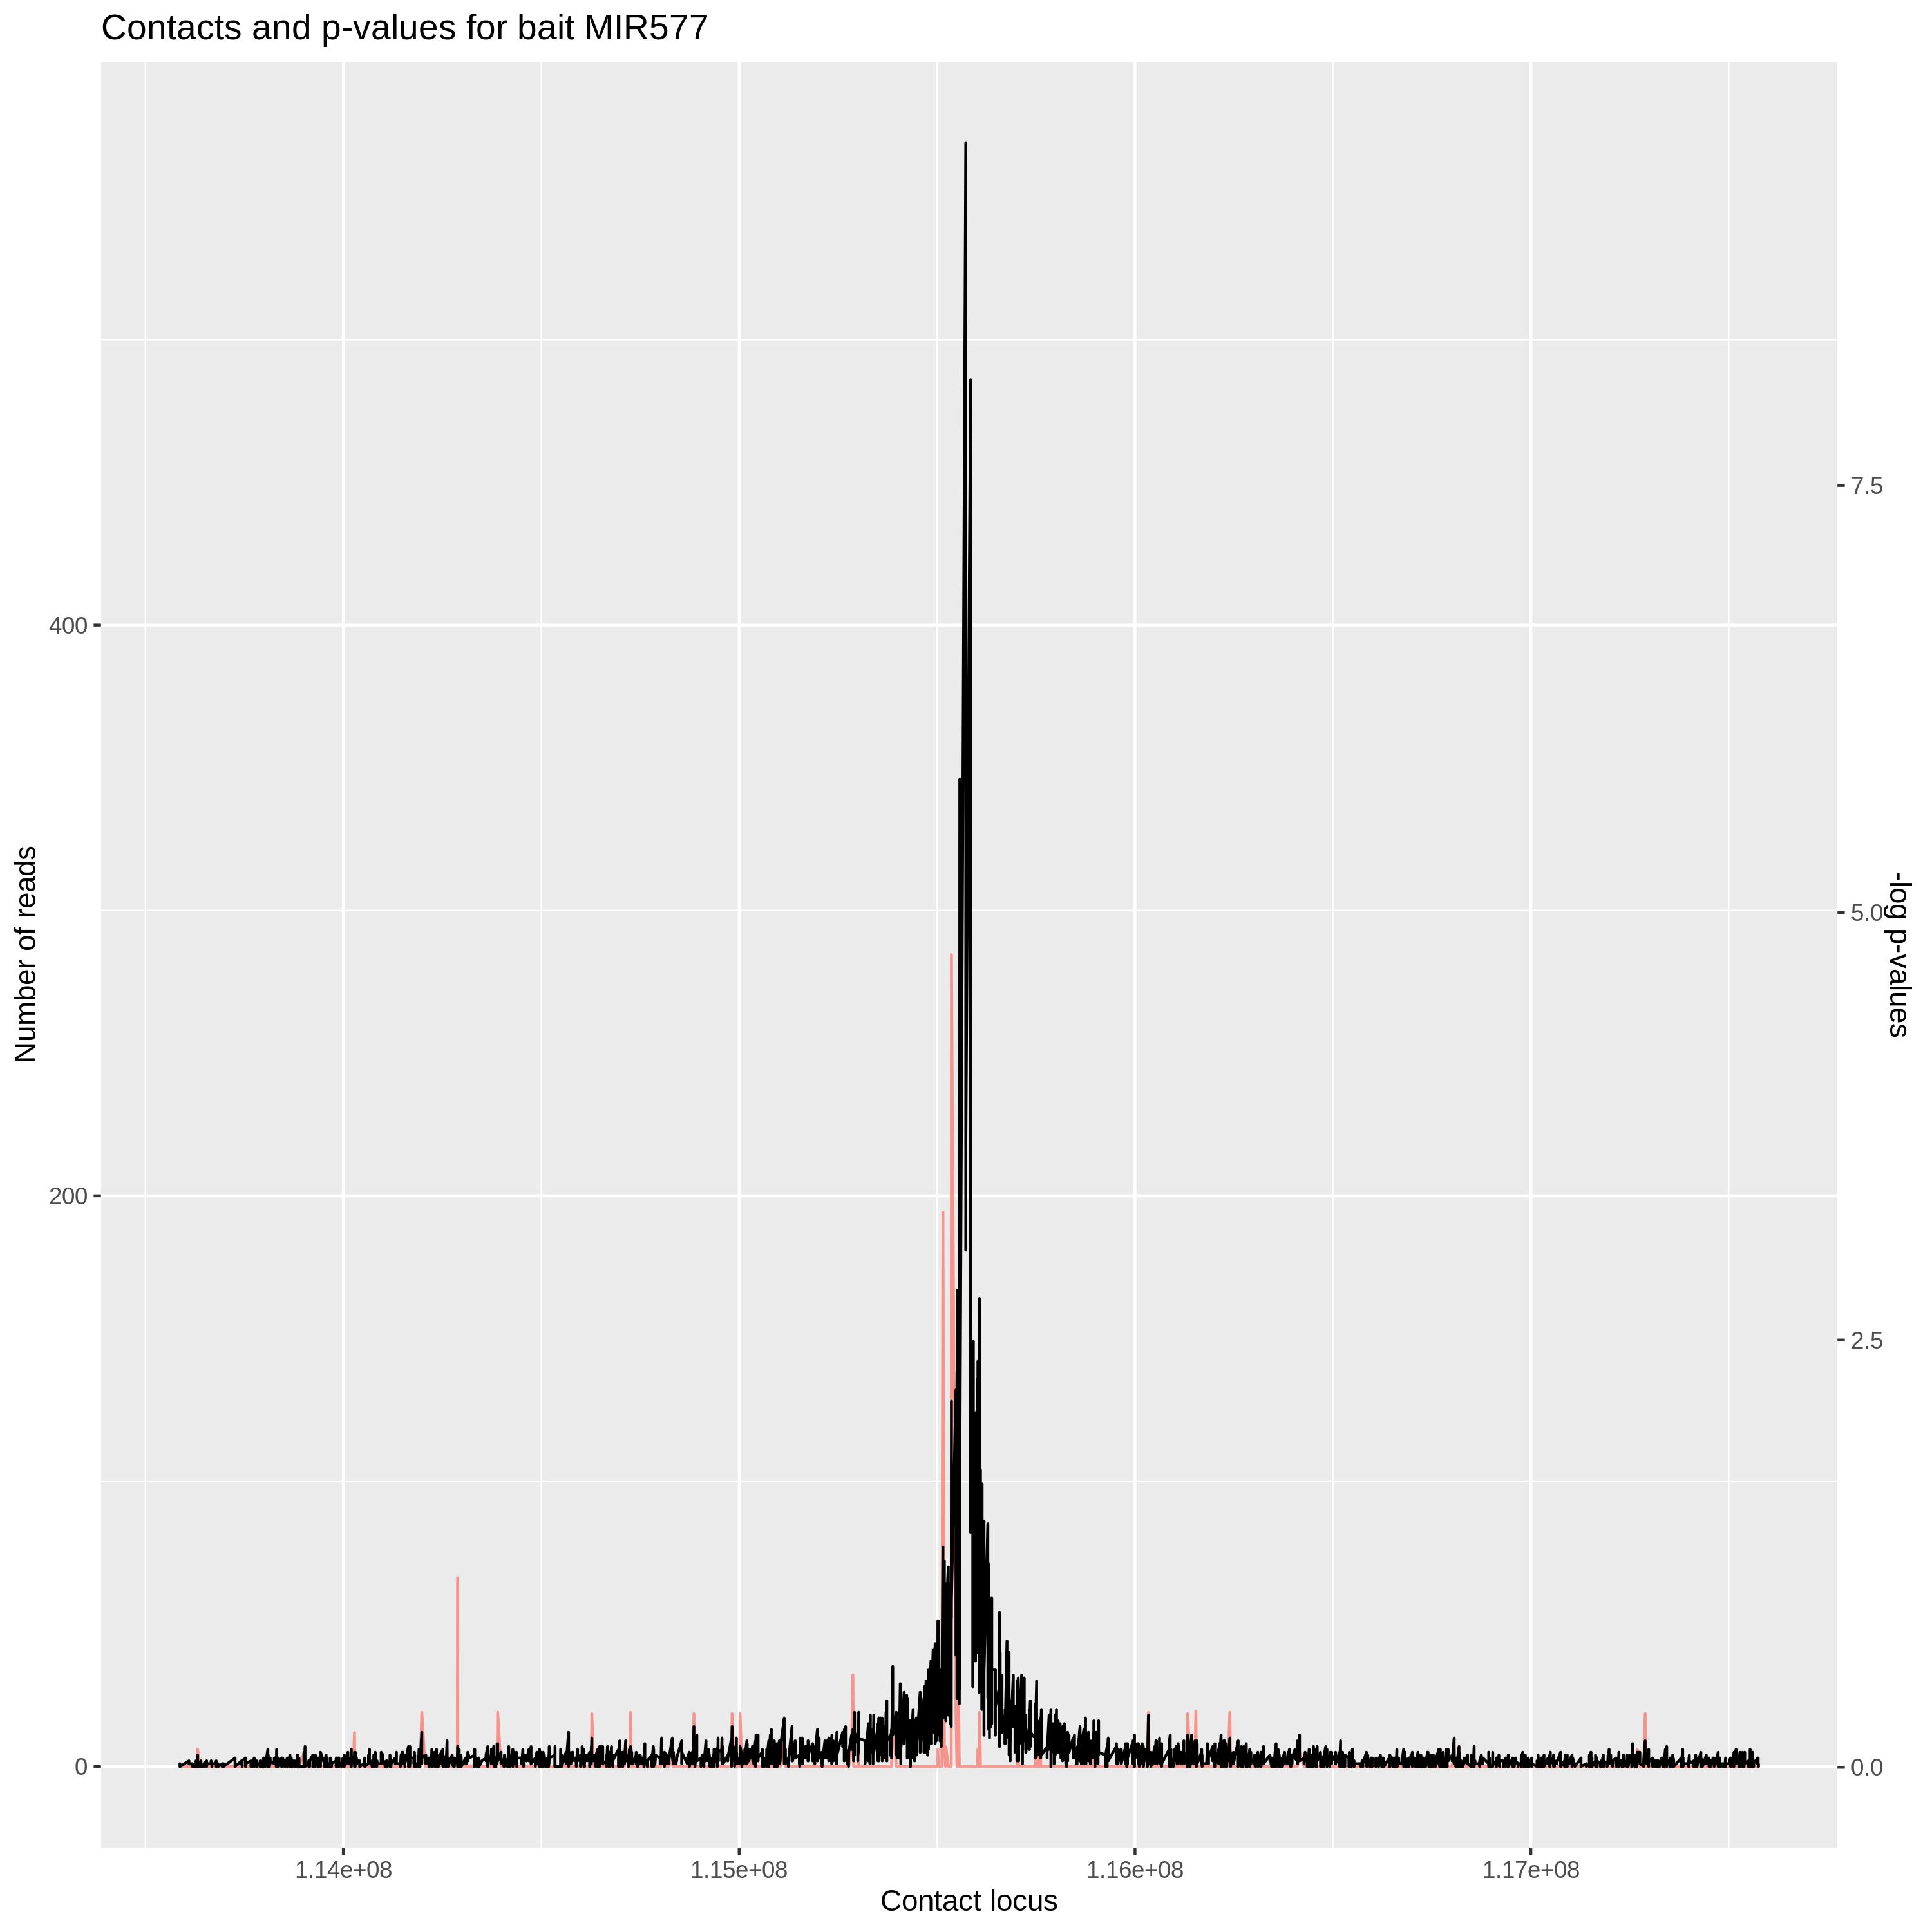 Contacts and p-values for bait MIR577
Number of reads
400
200
0
7.5
5.0
2.5
0.0
-log p-values
1.14e+08
1.15e+08
1.16e+08
1.17e+08
Contact locus